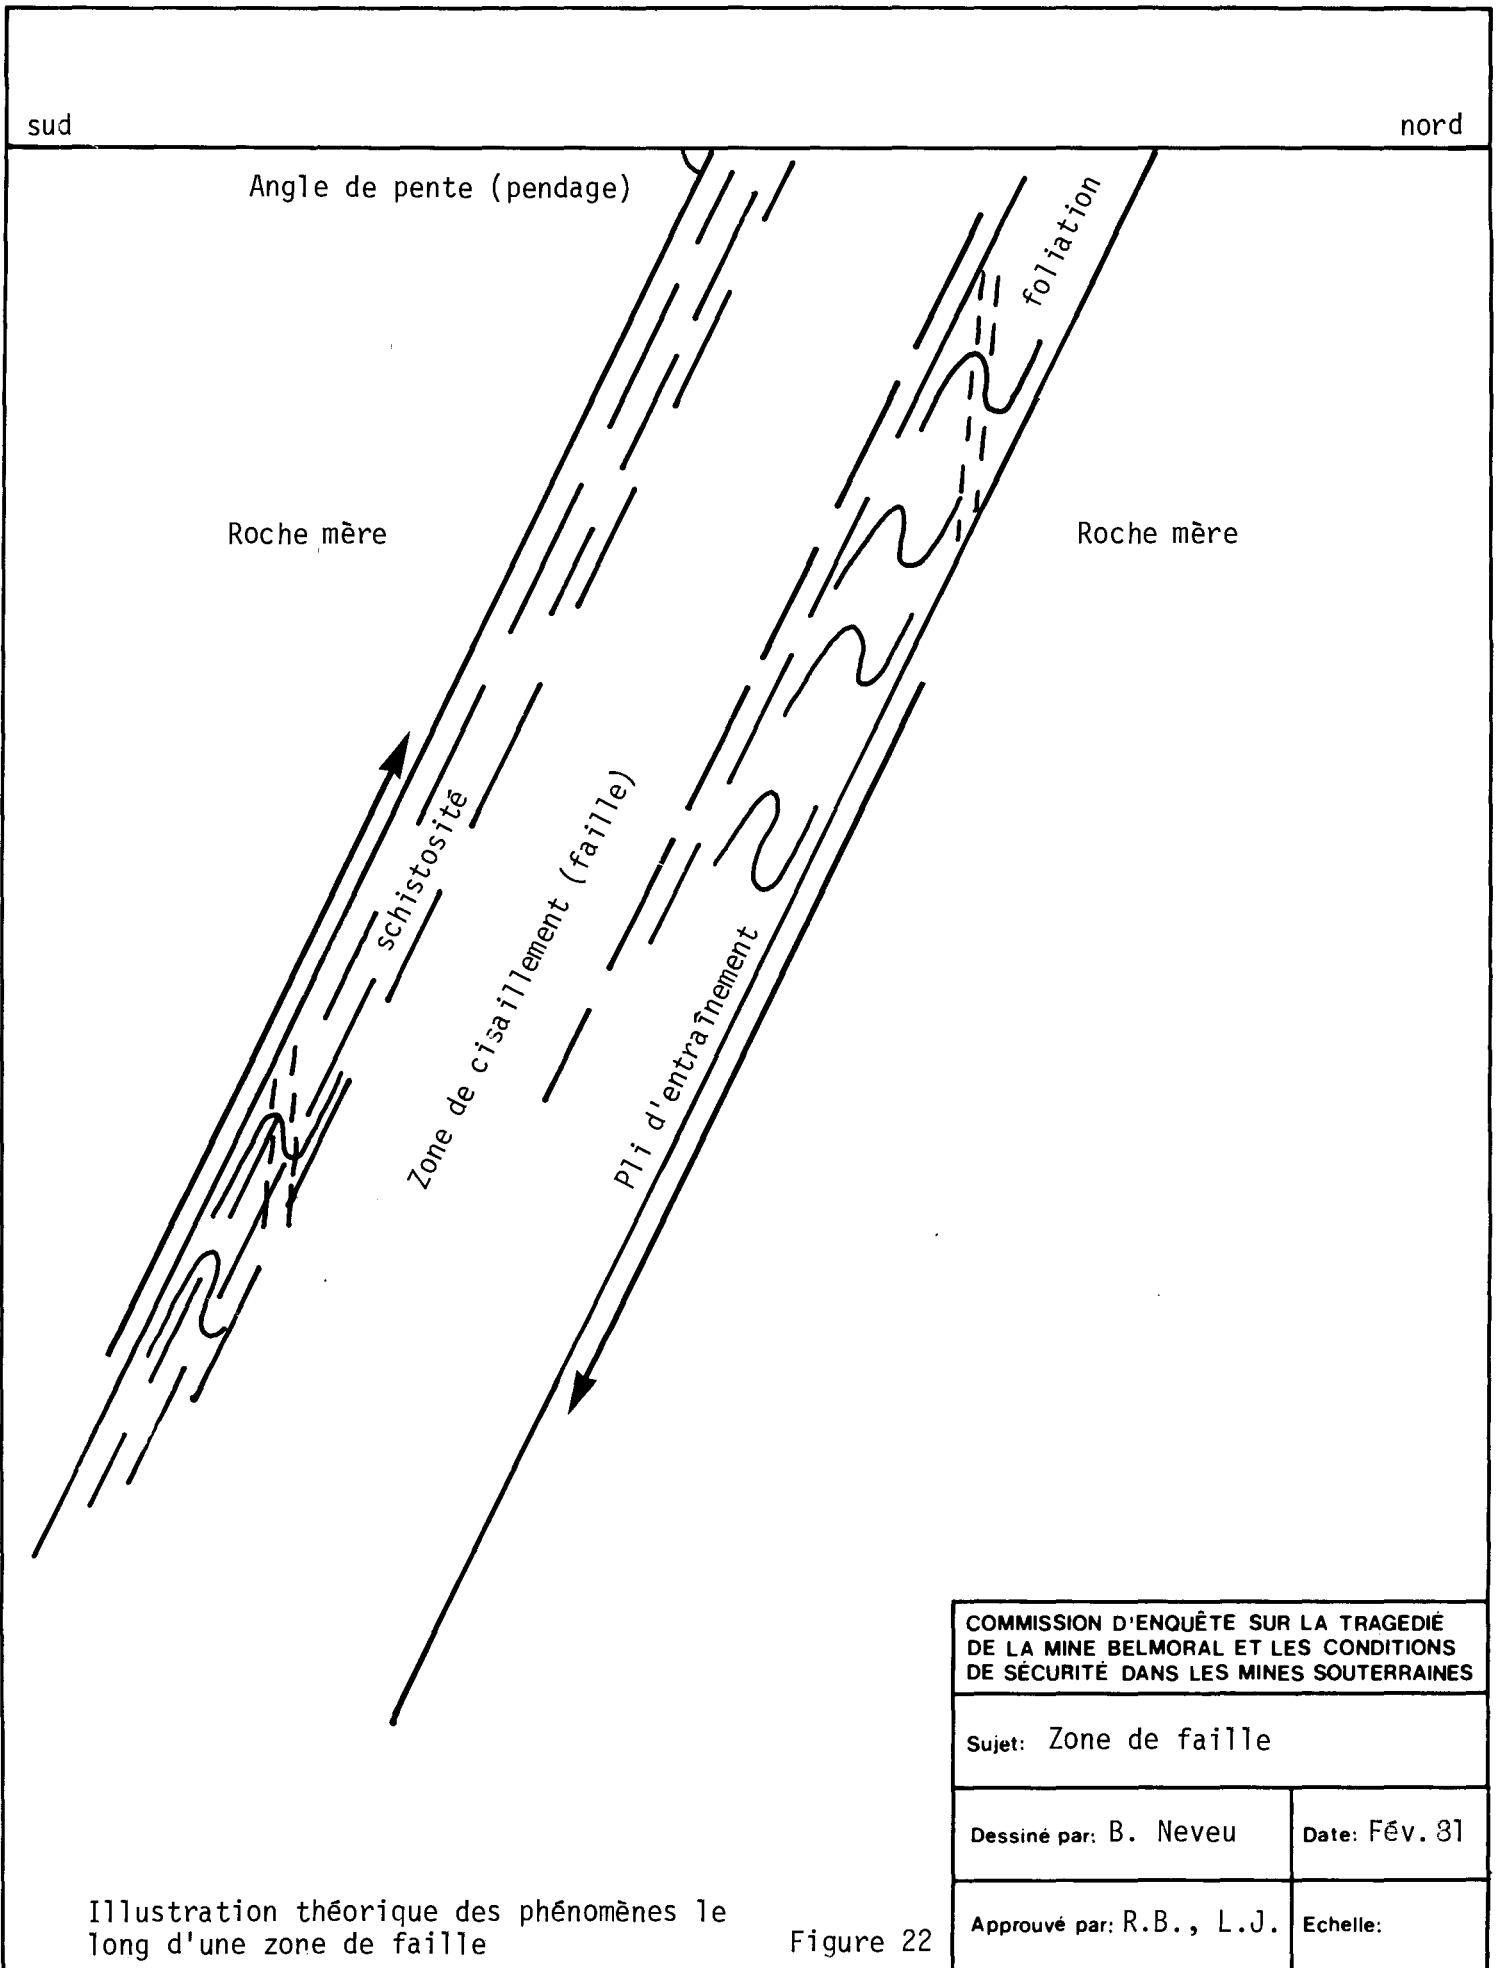 sud
nord
Angle de pente (pendage)
foliation
Roche mère
Roche mère
schistosité
Zone de cisaillement (faille)
Pli d'entraînement
COMMISSION D'ENQUÊTE SUR LA TRAGEDIÉ
DE LA MINE BELMORAL ET LES CONDITIONS
DE SÉCURITÉ DANS LES MINES SOUTERRAINES
Sujet: Zone de faille
Dessiné par: B. Neveu
Date: Fév. 81
Approuvé par: R.B., L.J.
Echelle:
Illustration théorique des phénomènes le
long d'une zone de faille
Figure 22